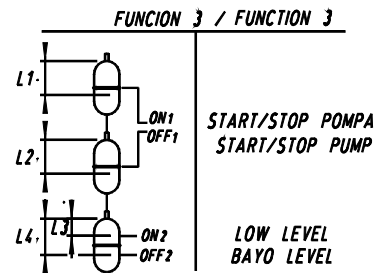 FUNCION 3 / FUNCTION 3
L1
ON1
OFF1
START/STOP POMPA
START/STOP PUMP
L2
L3
L4
ON2
OFF2
LOW LEVEL
BAYO LEVEL